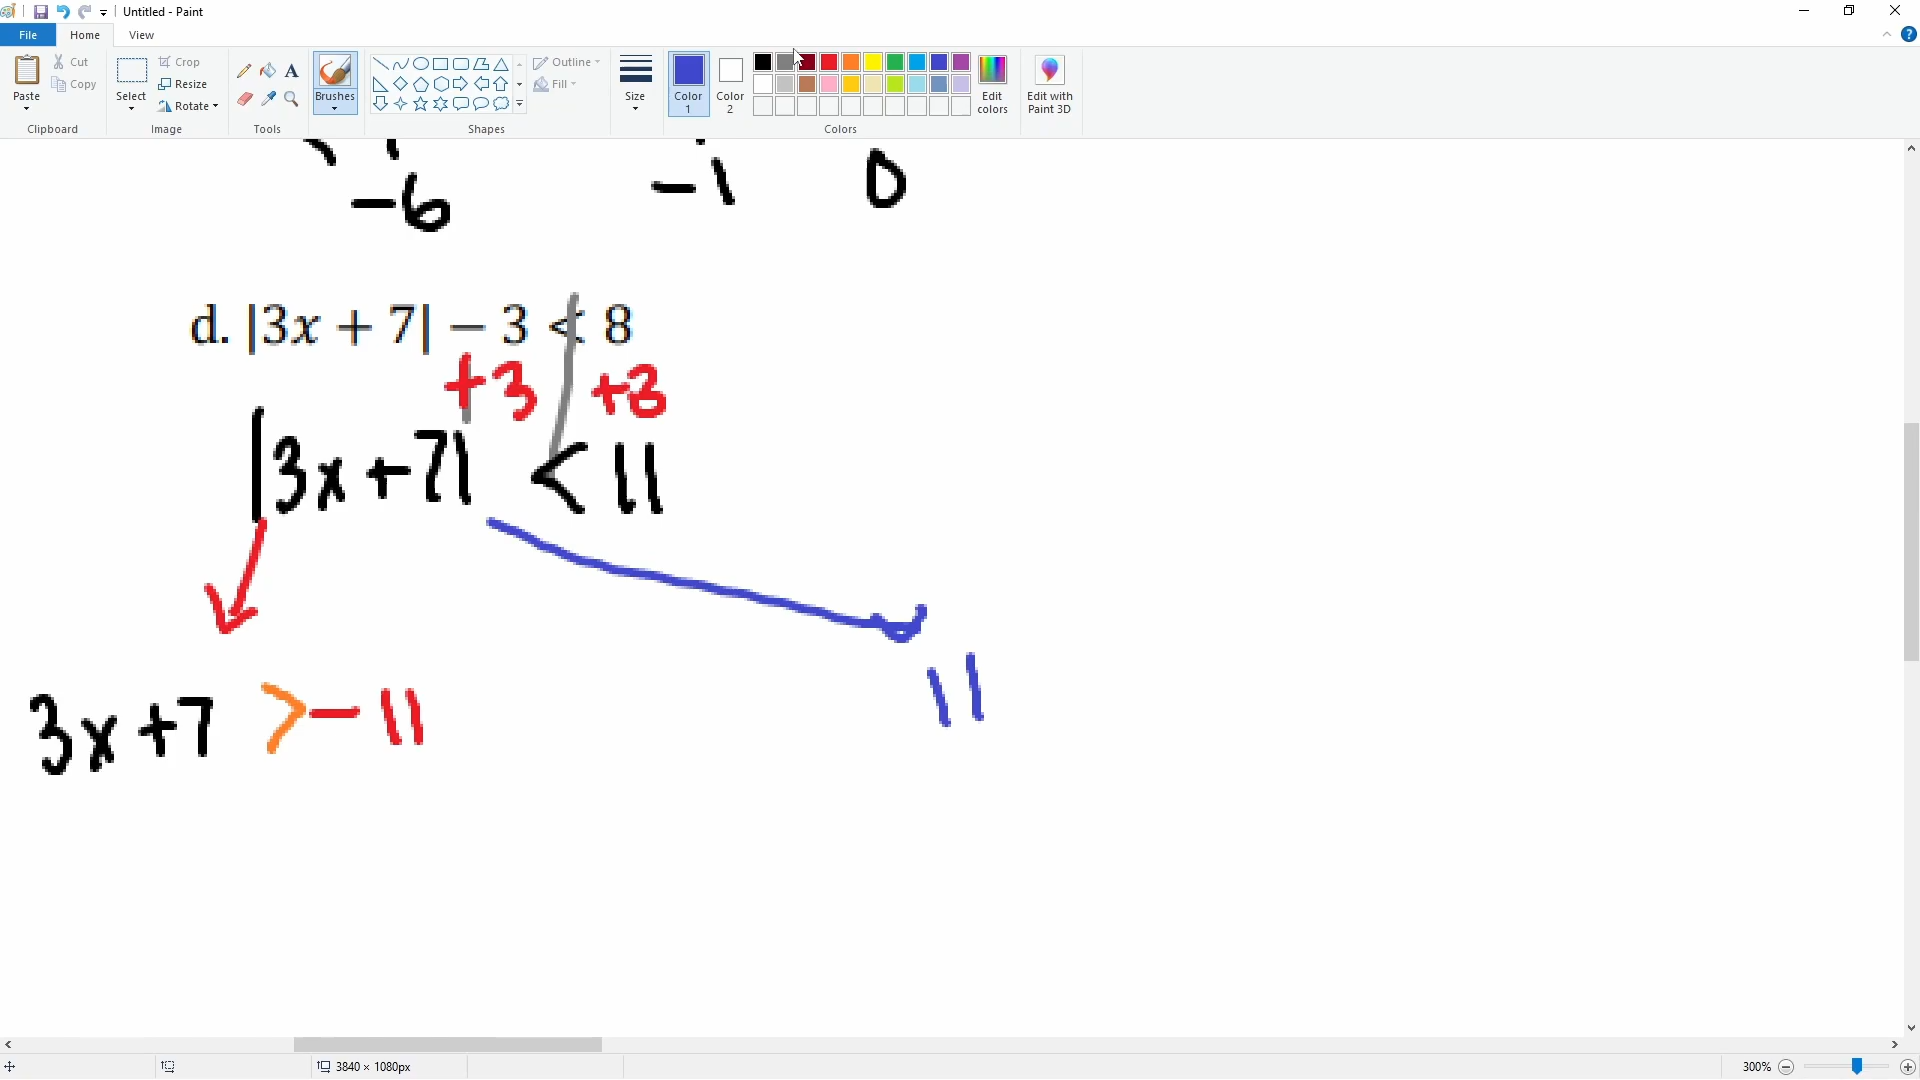 Untitled - Paint
File Home View
Paste Cut Copy Clipboard
Select Crop Resize Rotate Image
Tools
Brushes
Shapes
Outline Fill
Size
Color 1 Color 2
Colors
Edit colors
Edit with Paint 3D
-6 -1 0
d. |3x + 7| − 3 < 8
+3 +3
|3x+7| < 11
3x+7 > -11
11
3840 × 1080px
300%